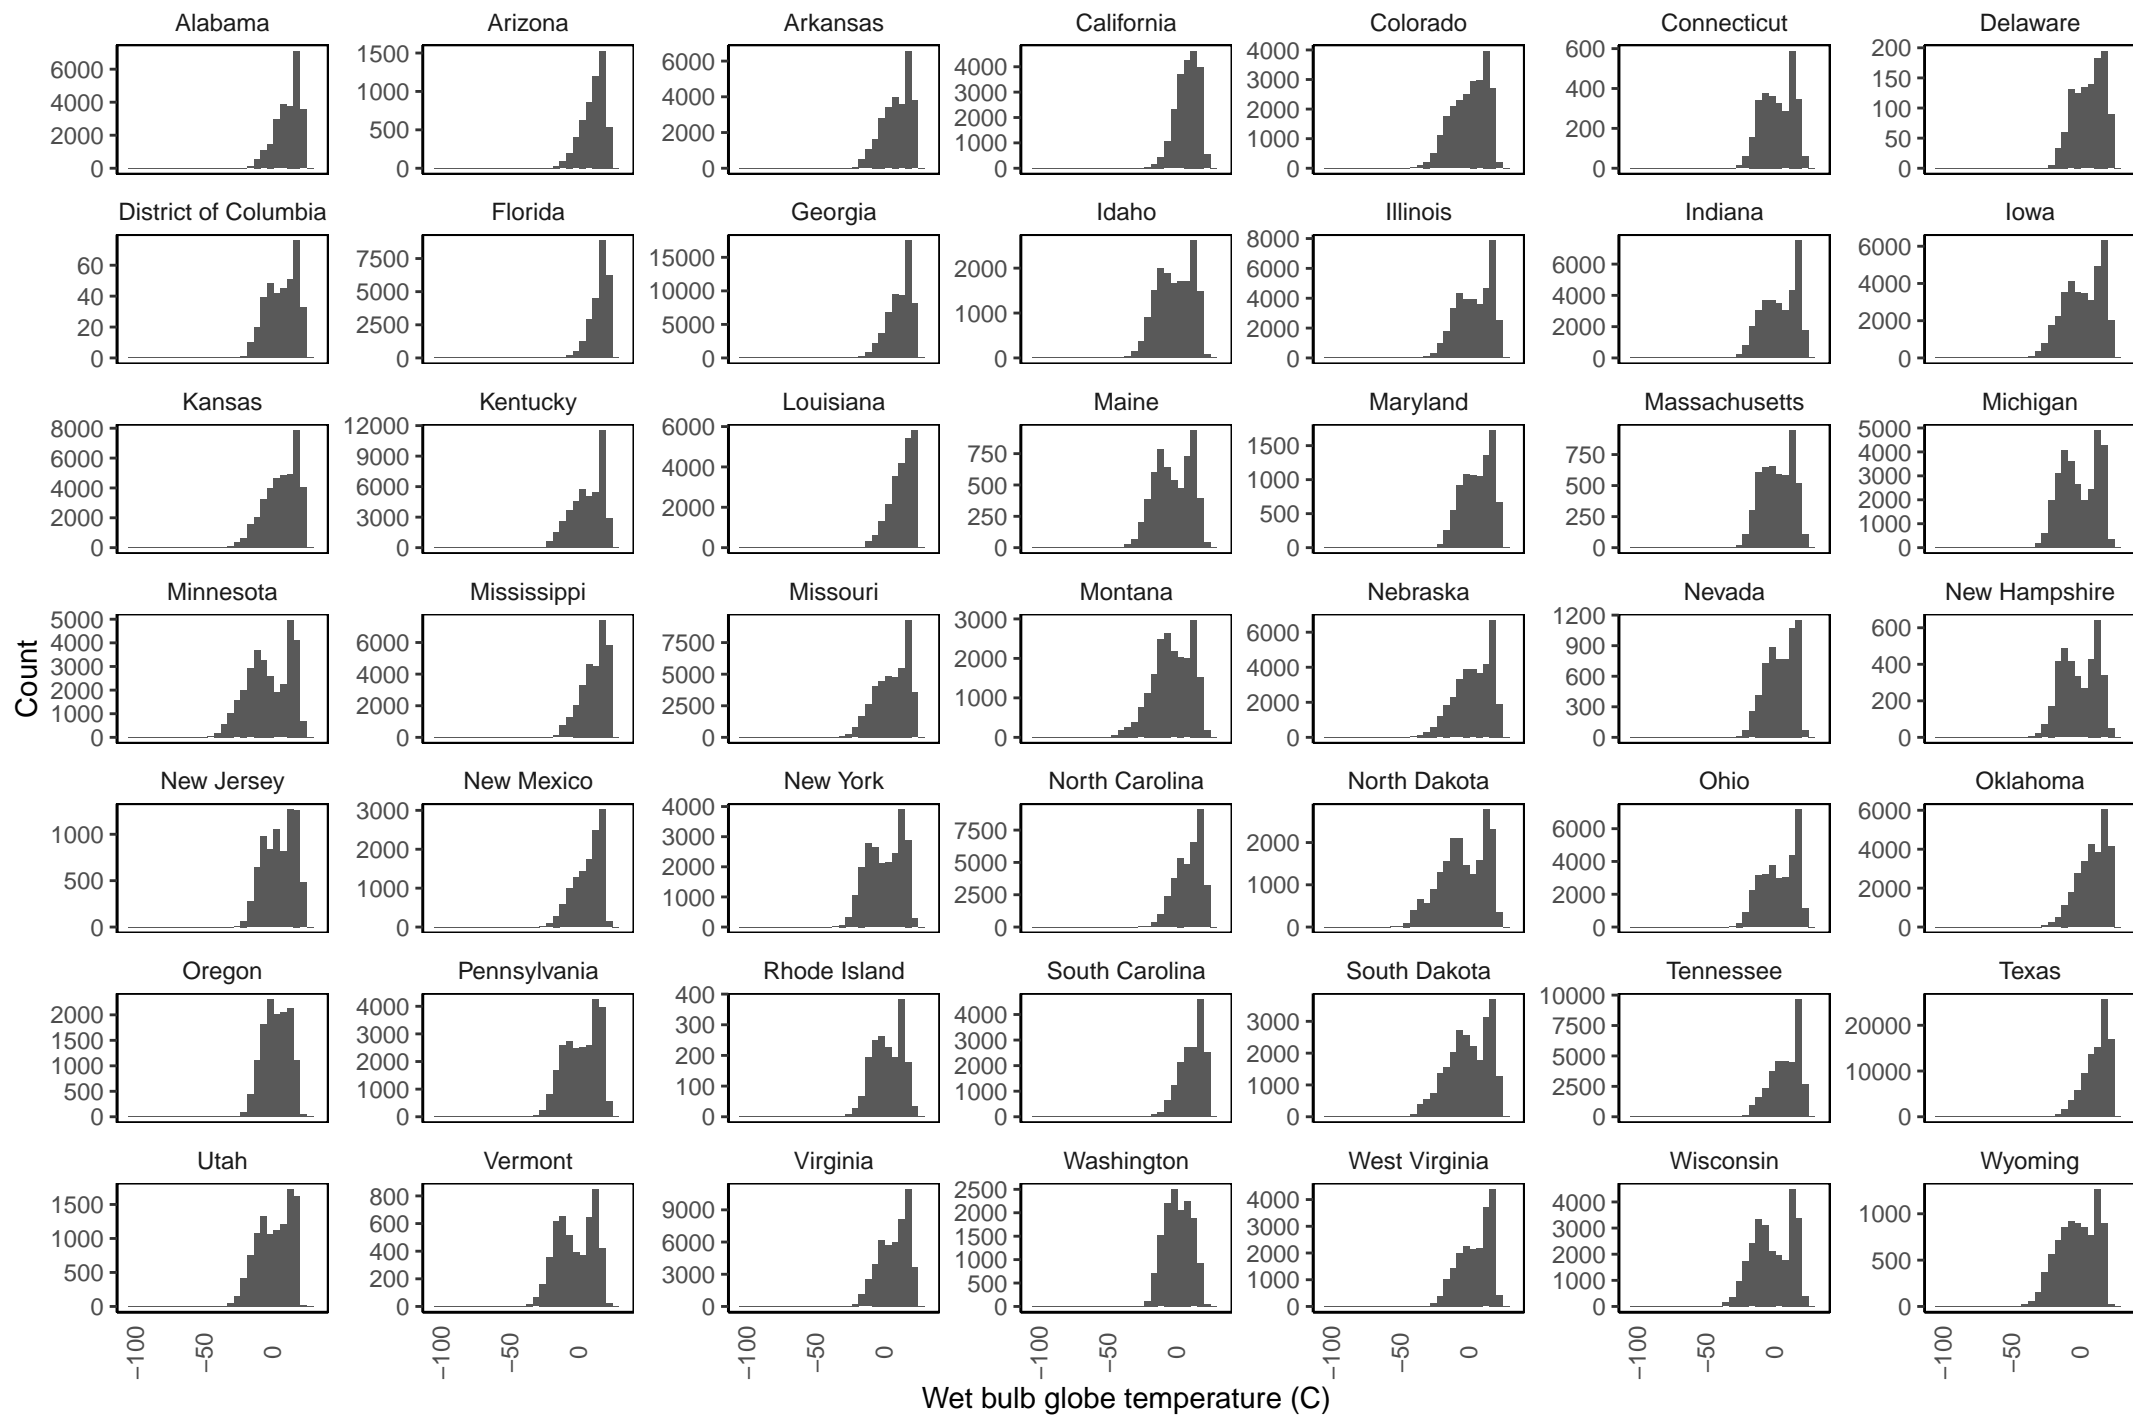 Alabama Arizona Arkansas California Colorado Connecticut Delaware
6000 4000 2000 0
1500 1000 500 0
6000 4000 2000 0
4000 3000 2000 1000 0
4000 3000 2000 1000 0
600 400 200 0
200 150 100 50 0
District of Columbia Florida Georgia Idaho Illinois Indiana Iowa
60 40 20 0
7500 5000 2500 0
15000 10000 5000 0
2000 1000 0
8000 6000 4000 2000 0
6000 4000 2000 0
6000 4000 2000 0
Kansas Kentucky Louisiana Maine Maryland Massachusetts Michigan
8000 6000 4000 2000 0
12000 9000 6000 3000 0
6000 4000 2000 0
750 500 250 0
1500 1000 500 0
750 500 250 0
5000 4000 3000 2000 1000 0
Minnesota Mississippi Missouri Montana Nebraska Nevada New Hampshire
5000 4000 3000 2000 1000 0
6000 4000 2000 0
7500 5000 2500 0
3000 2000 1000 0
6000 4000 2000 0
1200 900 600 300 0
600 400 200 0
Count
New Jersey New Mexico New York North Carolina North Dakota Ohio Oklahoma
1000 500 0
3000 2000 1000 0
4000 3000 2000 1000 0
7500 5000 2500 0
2000 1000 0
6000 4000 2000 0
6000 4000 2000 0
Oregon Pennsylvania Rhode Island South Carolina South Dakota Tennessee Texas
2000 1500 1000 500 0
4000 3000 2000 1000 0
400 300 200 100 0
4000 3000 2000 1000 0
3000 2000 1000 0
10000 7500 5000 2500 0
20000 10000 0
Utah Vermont Virginia Washington West Virginia Wisconsin Wyoming
1500 1000 500 0
800 600 400 200 0
9000 6000 3000 0
2500 2000 1500 1000 500 0
4000 3000 2000 1000 0
4000 3000 2000 1000 0
1000 500 0
−100 −50 0 −100 −50 0 −100 −50 0 −100 −50 0 −100 −50 0 −100 −50 0 −100 −50 0
Wet bulb globe temperature (C)